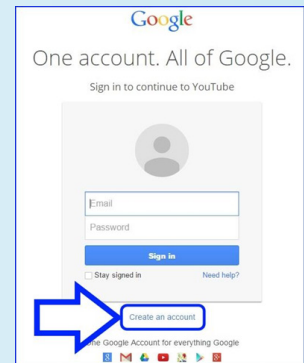 Google
One account. All of Google.
Sign in to continue to YouTube
Email
Password
Sign in
Stay signed in Need help?
Create an account
One Google Account for everything Google